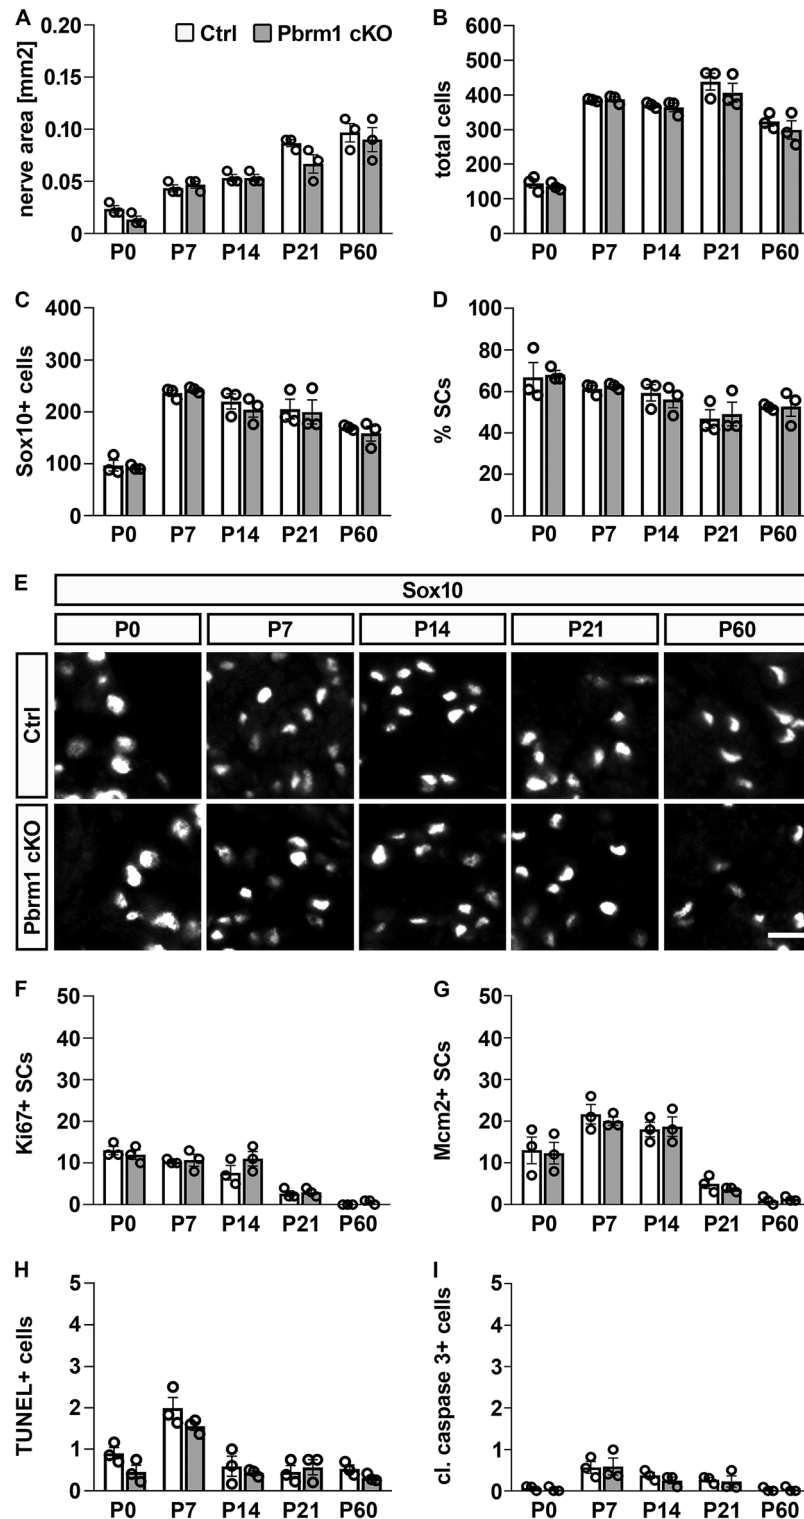 A
nerve area [mm2]
0.20
0.15
0.10
0.05
0
Ctrl Pbrm1 cKO
P0 P7 P14 P21 P60
B
total cells
600
500
400
300
200
100
0
P0 P7 P14 P21 P60
C
Sox10+ cells
400
300
200
100
0
P0 P7 P14 P21 P60
D
% SCs
100
80
60
40
20
0
P0 P7 P14 P21 P60
E
Sox10
P0 P7 P14 P21 P60
Ctrl
Pbrm1 cKO
F
Ki67+ SCs
50
40
30
20
10
0
P0 P7 P14 P21 P60
G
Mcm2+ SCs
50
40
30
20
10
0
P0 P7 P14 P21 P60
H
TUNEL+ cells
5
4
3
2
1
0
P0 P7 P14 P21 P60
I
cl. caspase 3+ cells
5
4
3
2
1
0
P0 P7 P14 P21 P60